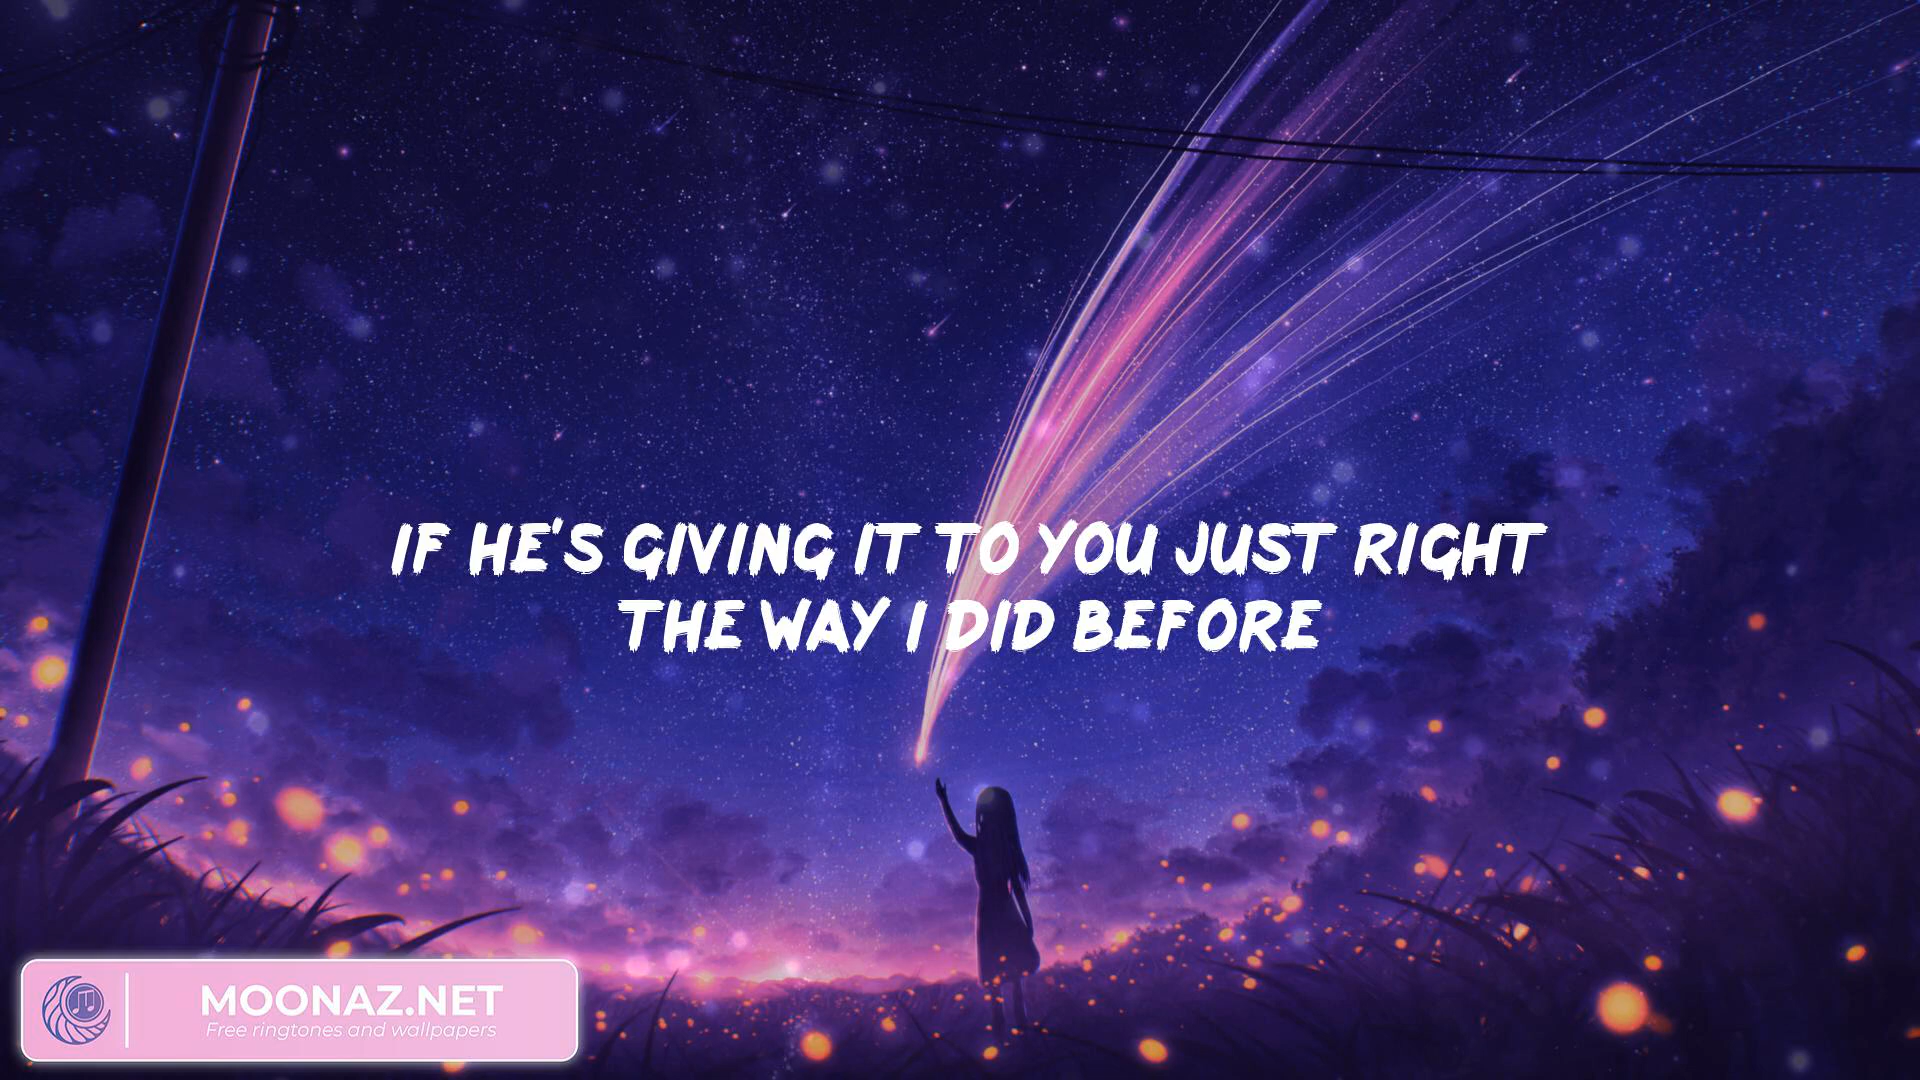 IF HE'S GIVING IT TO YOU JUST RIGHT
THE WAY I DID BEFORE
MOONAZ.NET
Free ringtones and wallpapers